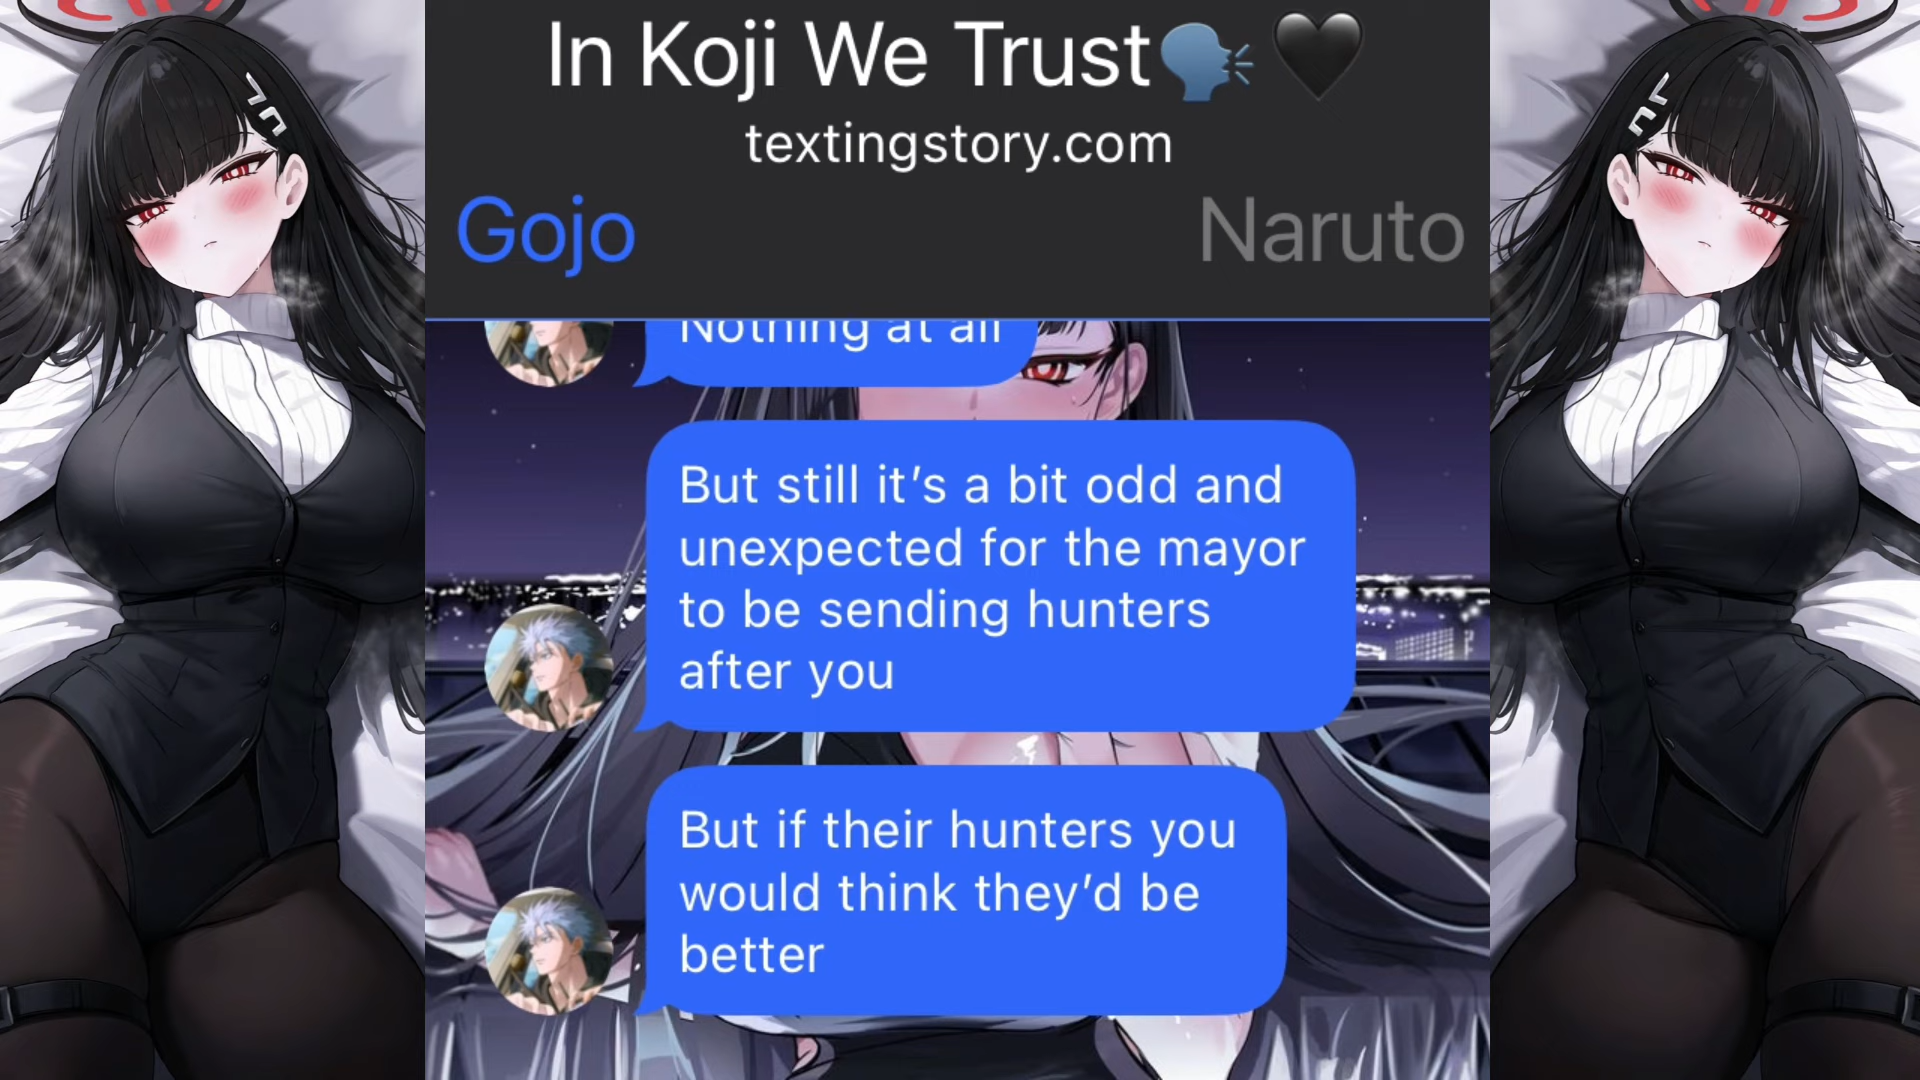 In Koji We Trust🗣️🖤
textingstory.com
Gojo
Naruto
Nothing at all
But still it’s a bit odd and
unexpected for the mayor
to be sending hunters
after you
But if their hunters you
would think they’d be
better